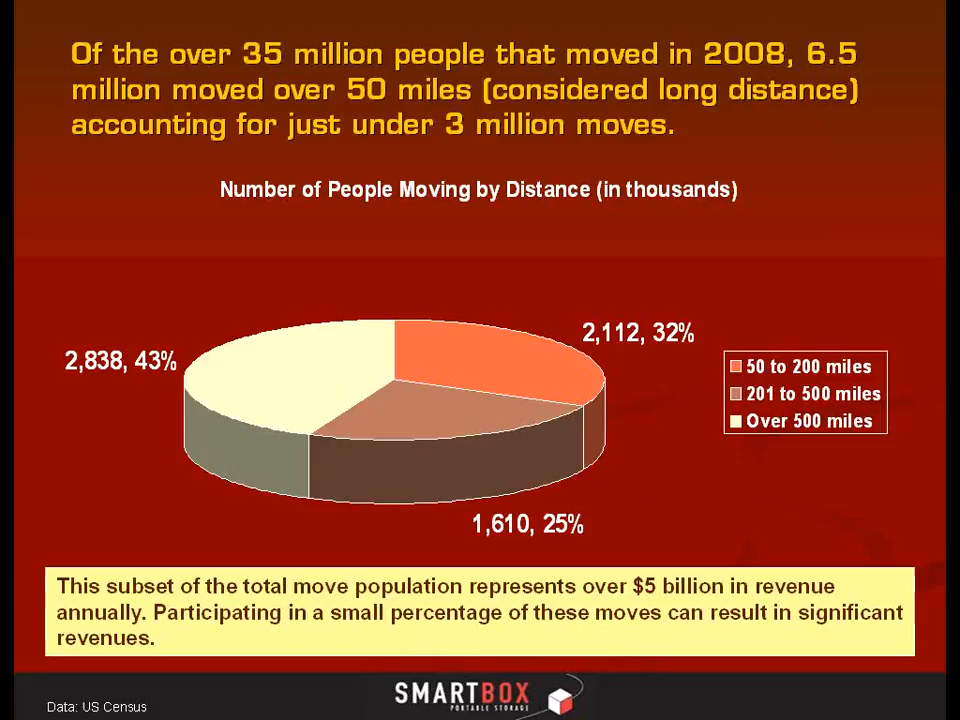 Of the over 35 million people that moved in 2008, 6.5
million moved over 50 miles (considered long distance)
accounting for just under 3 million moves.
Number of People Moving by Distance (in thousands)
2,838, 43%
2,112, 32%
50 to 200 miles
201 to 500 miles
Over 500 miles
1,610, 25%
This subset of the total move population represents over $5 billion in revenue
annually. Participating in a small percentage of these moves can result in significant
revenues.
SMARTBOX
PORTABLE STORAGE
Data: US Census